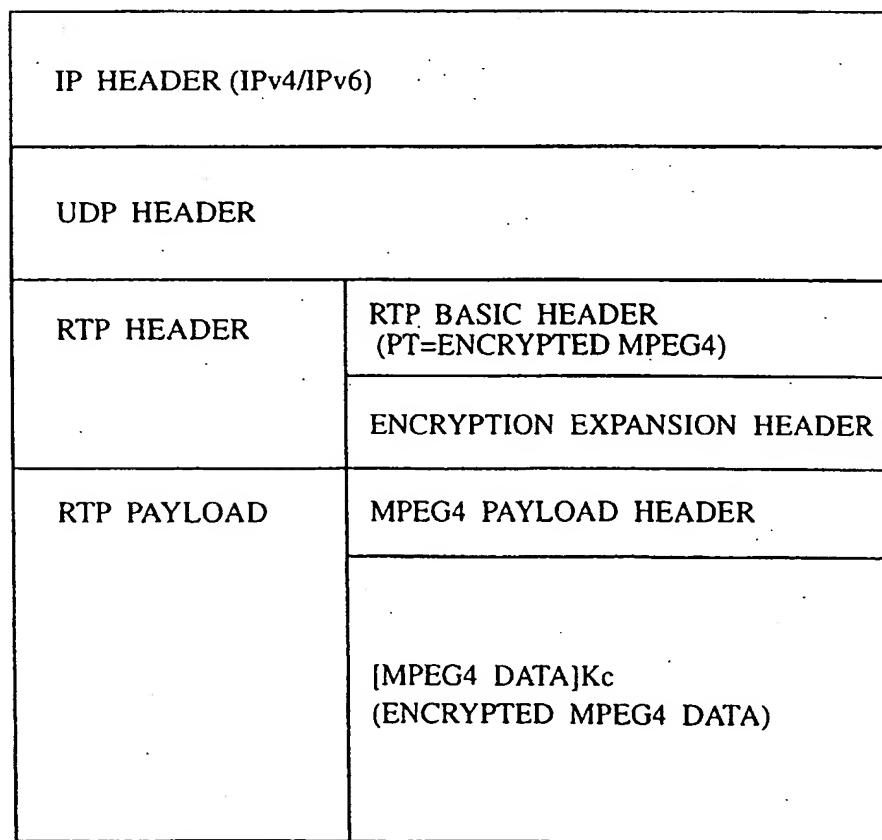 IP HEADER (IPv4/IPv6)
UDP HEADER
RTP HEADER
RTP BASIC HEADER
(PT=ENCRYPTED MPEG4)
ENCRYPTION EXPANSION HEADER
RTP PAYLOAD
MPEG4 PAYLOAD HEADER
[MPEG4 DATA]Kc
(ENCRYPTED MPEG4 DATA)